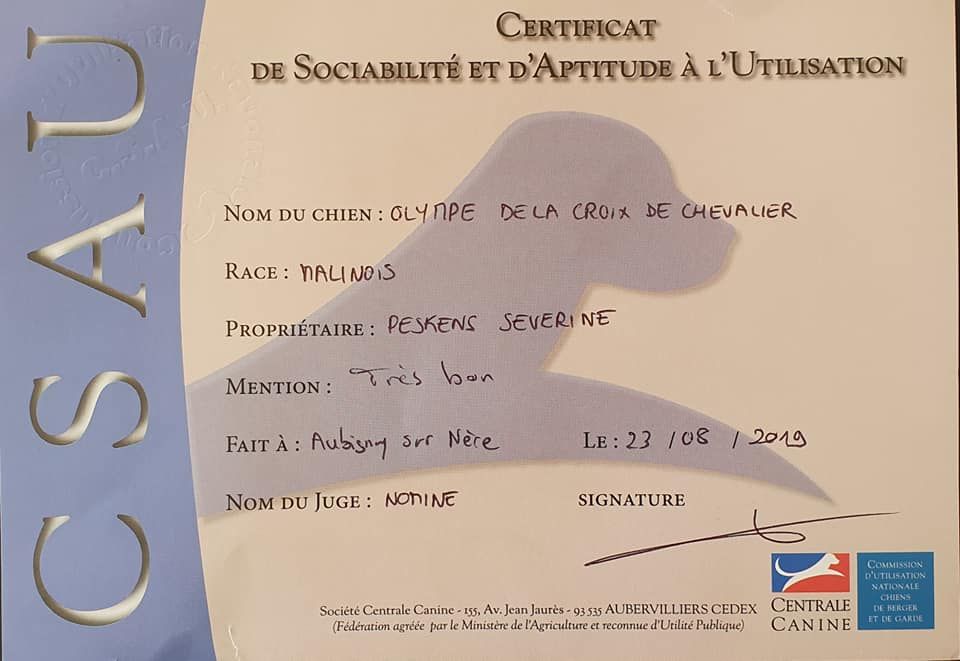 CSAU
CERTIFICAT
DE SOCIABILITÉ ET D'APTITUDE À L'UTILISATION
NOM DU CHIEN : OLYMPE DE LA CROIX DE CHEVALIER
RACE : MALINOIS
PROPRIÉTAIRE : PESKENS SEVERINE
MENTION : Très bon
FAIT À : Aubigny sur Nère LE : 23 / 08 / 2019
NOM DU JUGE : NOMINE SIGNATURE
CENTRALE
CANINE
COMMISSION
D'UTILISATION
NATIONALE
CHIENS
DE BERGER
ET DE GARDE
Société Centrale Canine - 155, Av. Jean Jaurès - 93 535 AUBERVILLIERS CEDEX
(Fédération agréée par le Ministère de l'Agriculture et reconnue d'Utilité Publique)